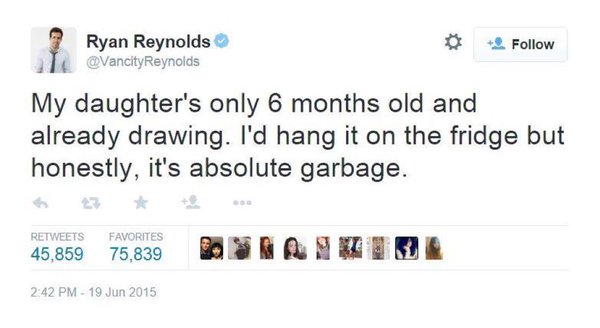 Ryan Reynolds
Follow
@VancityReynolds
My daughter's only 6 months old and
already drawing. I'd hang it on the fridge but
honestly, it's absolute garbage.
RETWEETS FAVORITES
45,859 75,839
2:42 PM - 19 Jun 2015